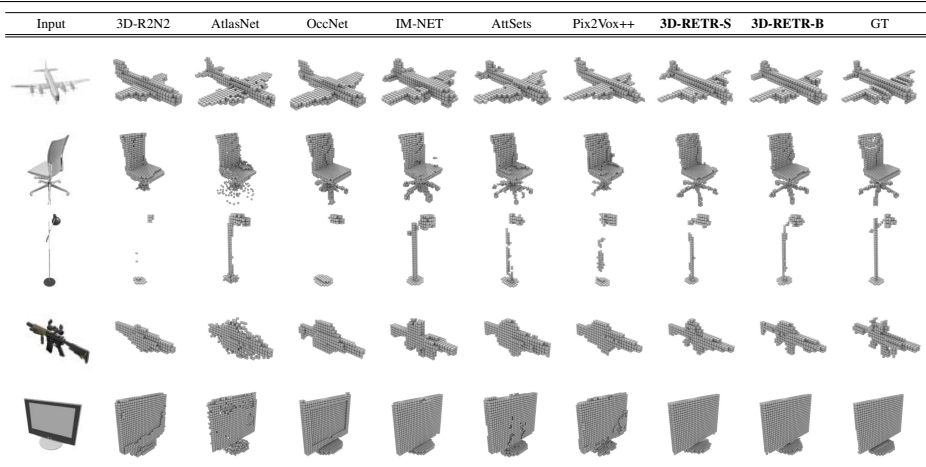 Input 3D-R2N2 AtlasNet OccNet IM-NET AttSets Pix2Vox++ 3D-RETR-S 3D-RETR-B GT